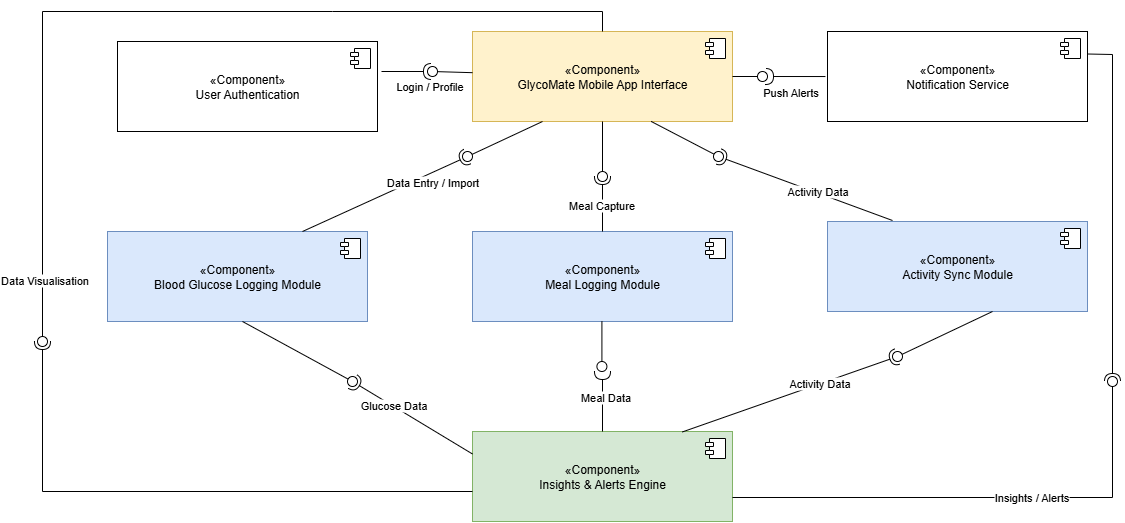 «Component»
User Authentication
Login / Profile
«Component»
GlycoMate Mobile App Interface
Push Alerts
«Component»
Notification Service
Data Entry / Import
Meal Capture
Activity Data
«Component»
Blood Glucose Logging Module
«Component»
Meal Logging Module
«Component»
Activity Sync Module
Data Visualisation
Glucose Data
Meal Data
Activity Data
«Component»
Insights & Alerts Engine
Insights / Alerts